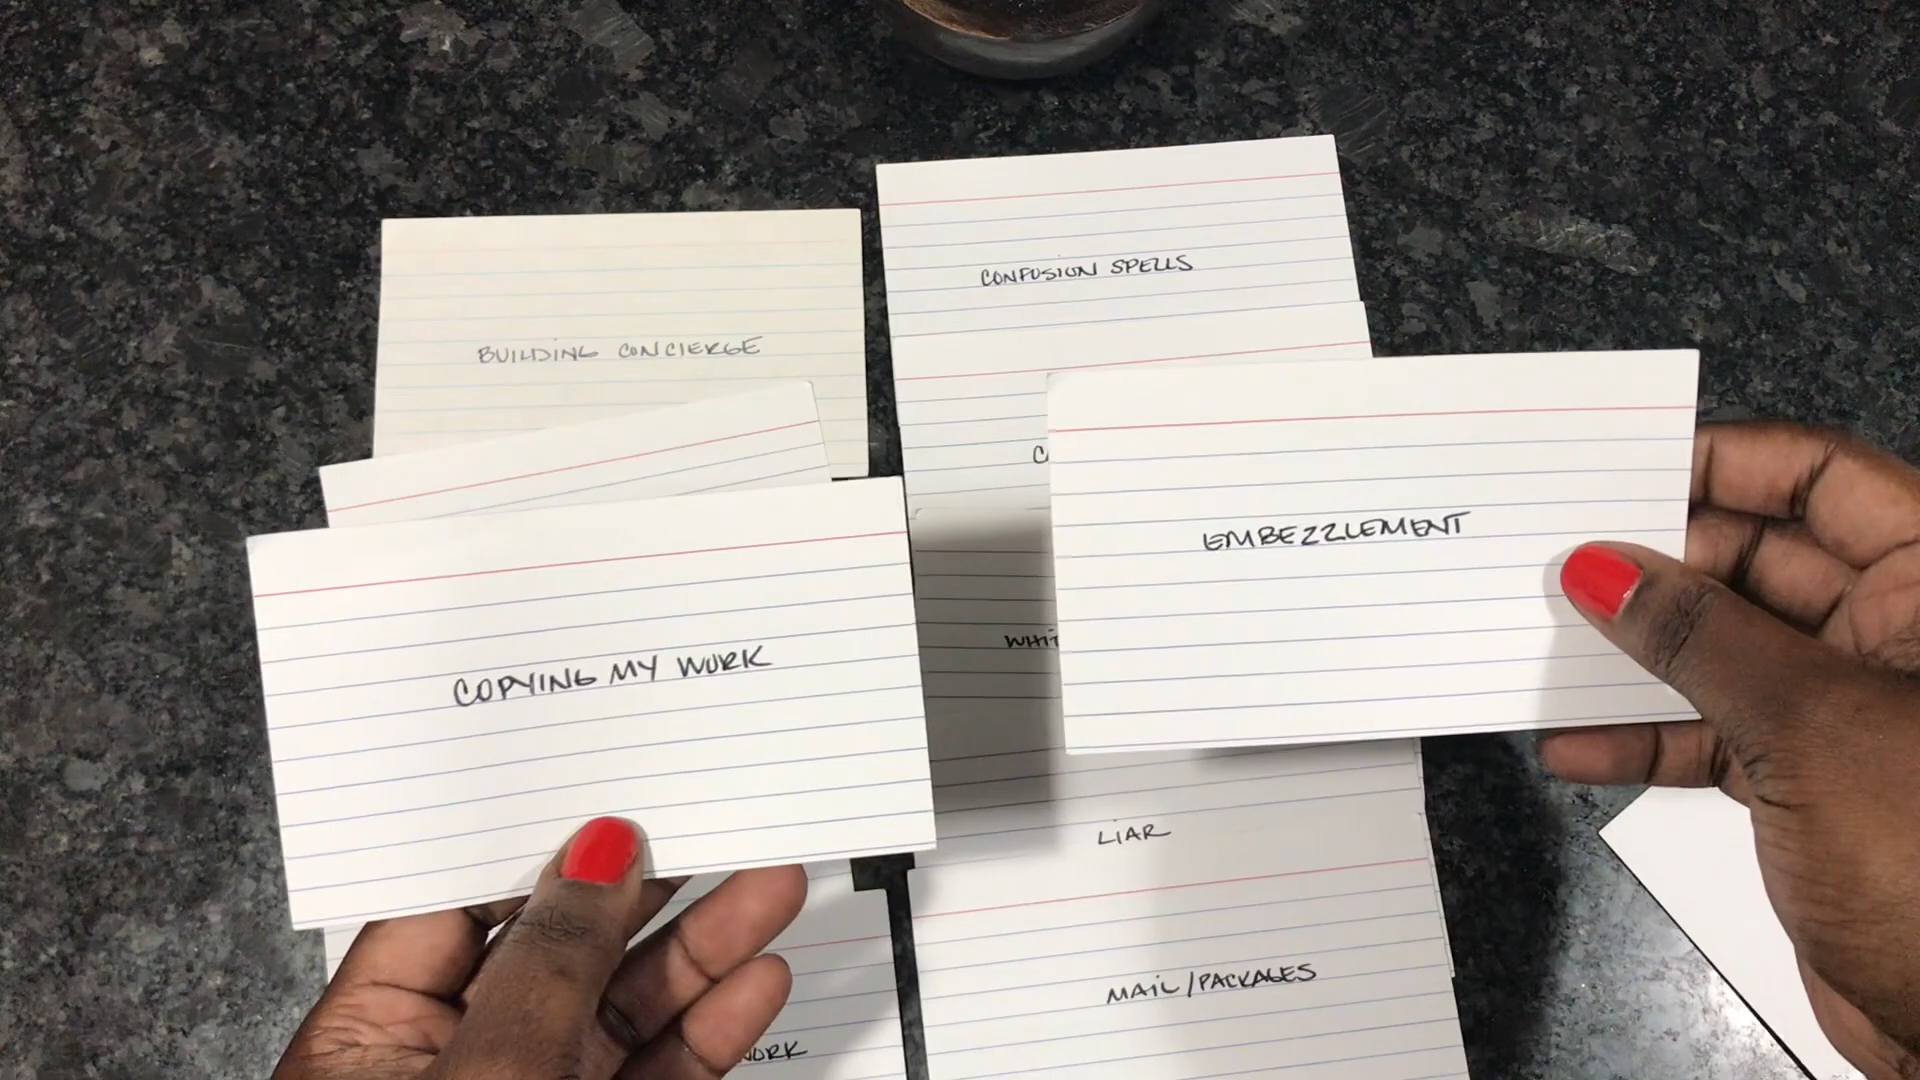 CONFUSION SPELLS
BUILDING CONCIERGE
EMBEZZLEMENT
COPYING MY WORK
LIAR
MAIL/PACKAGES